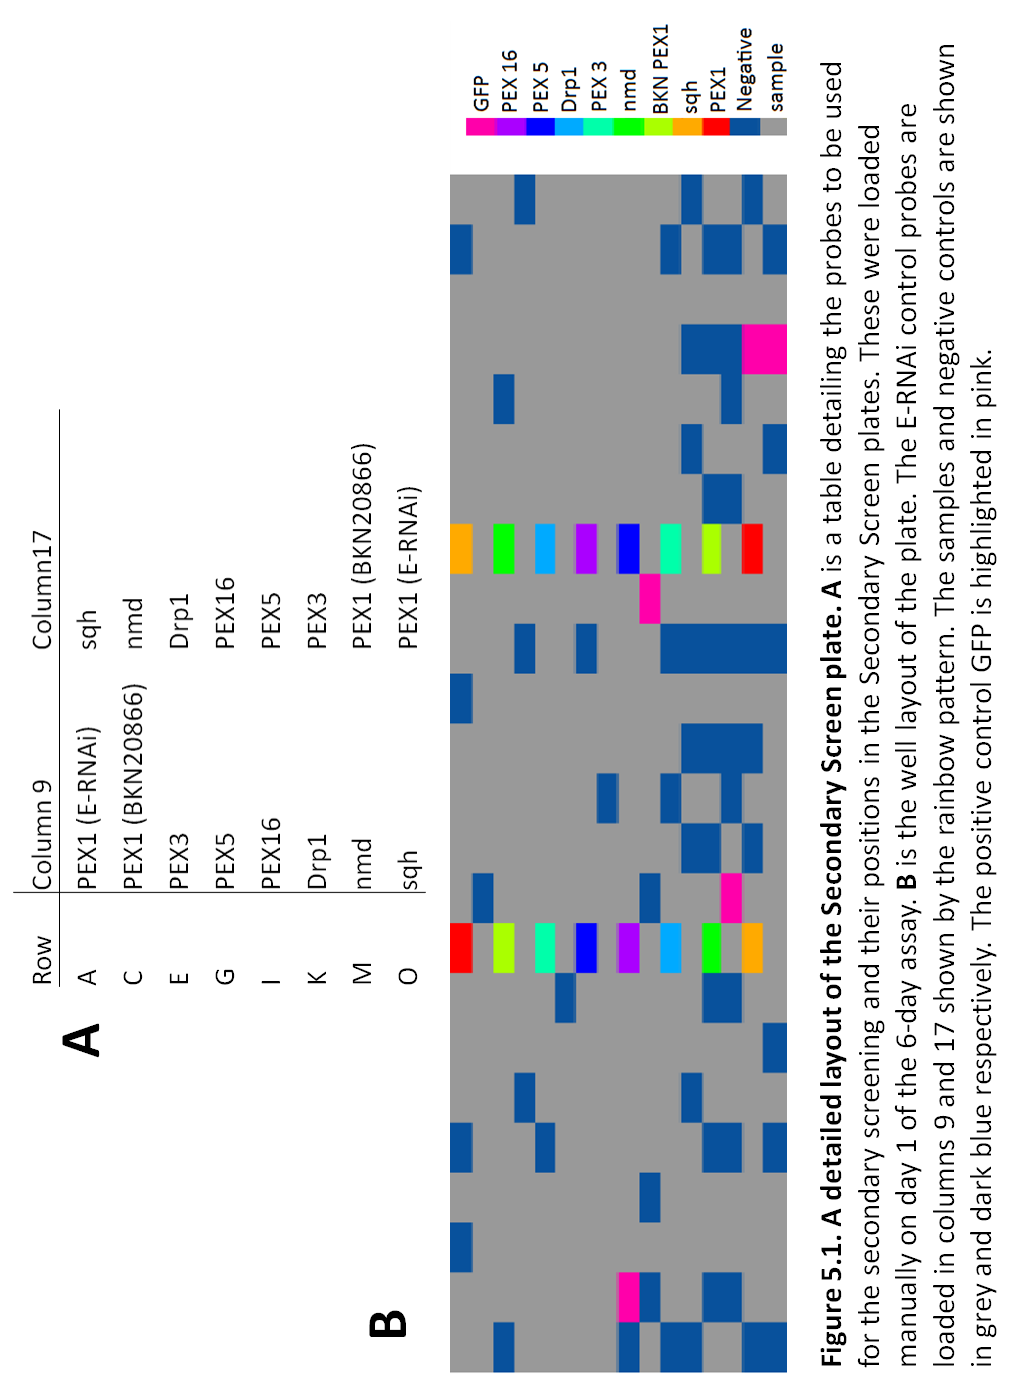 A
Row Column 9 Column17
A PEX1 (E-RNAi) sqh
C PEX1 (BKN20866) nmd
E PEX3 Drp1
G PEX5 PEX16
I PEX16 PEX5
K Drp1 PEX3
M nmd PEX1 (BKN20866)
O sqh PEX1 (E-RNAi)
B
GFP
PEX 16
PEX 5
Drp1
PEX 3
nmd
BKN PEX1
sqh
PEX1
Negative
sample
Figure 5.1. A detailed layout of the Secondary Screen plate. A is a table detailing the probes to be used
for the secondary screening and their positions in the Secondary Screen plates. These were loaded
manually on day 1 of the 6-day assay. B is the well layout of the plate. The E-RNAi control probes are
loaded in columns 9 and 17 shown by the rainbow pattern. The samples and negative controls are shown
in grey and dark blue respectively. The positive control GFP is highlighted in pink.